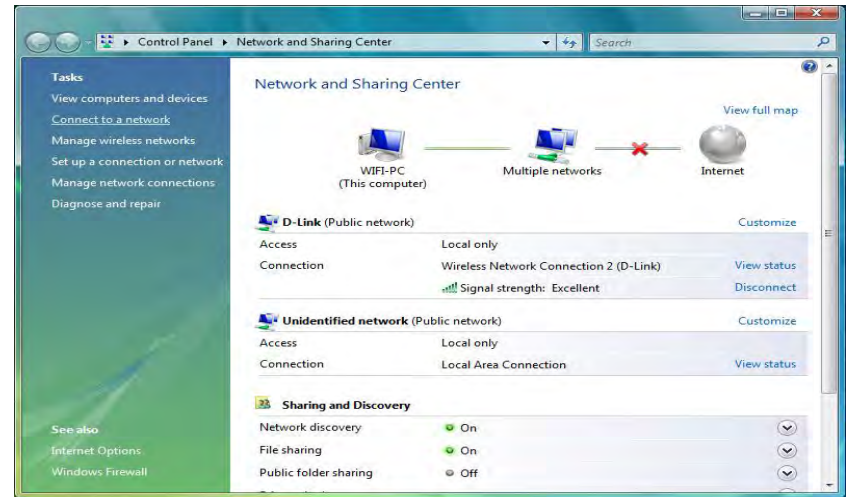 Control Panel
Network and Sharing Center
Search
Tasks
View computers and devices
Connect to a network
Manage wireless networks
Set up a connection or network
Manage network connections
Diagnose and repair
See also
Internet Options
Windows Firewall
Network and Sharing Center
View full map
WIFI-PC
(This computer)
Multiple networks
Internet
D-Link (Public network) Customize
Access Local only
Connection Wireless Network Connection 2 (D-Link) View status
Signal strength: Excellent Disconnect
Unidentified network (Public network) Customize
Access Local only
Connection Local Area Connection View status
Sharing and Discovery
Network discovery On
File sharing On
Public folder sharing Off